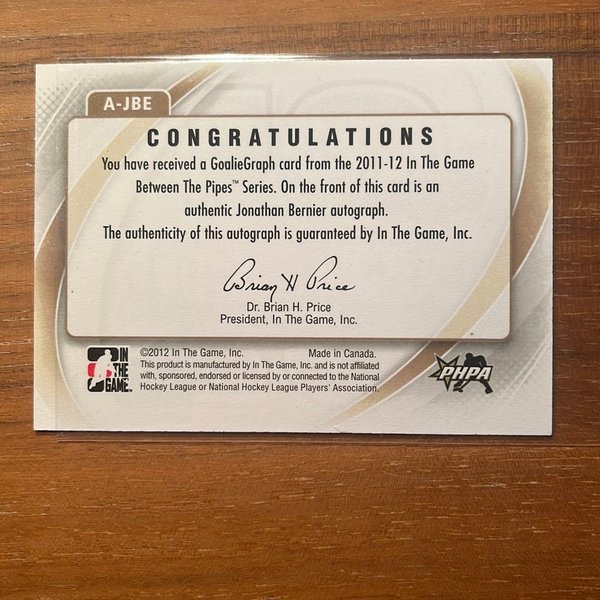 A-JBE
CONGRATULATIONS
You have received a GoalieGraph card from the 2011-12 In The Game
Between The Pipes™ Series. On the front of this card is an
authentic Jonathan Bernier autograph.
The authenticity of this autograph is guaranteed by In The Game, Inc.
Brian H Price
Dr. Brian H. Price
President, In The Game, Inc.
IN
THE
GAME
©2012 In The Game, Inc. Made in Canada.
This product is manufactured by In The Game, Inc. and is not affiliated
with, sponsored, endorsed or licensed by or connected to the National
Hockey League or National Hockey League Players' Association.
PHPA